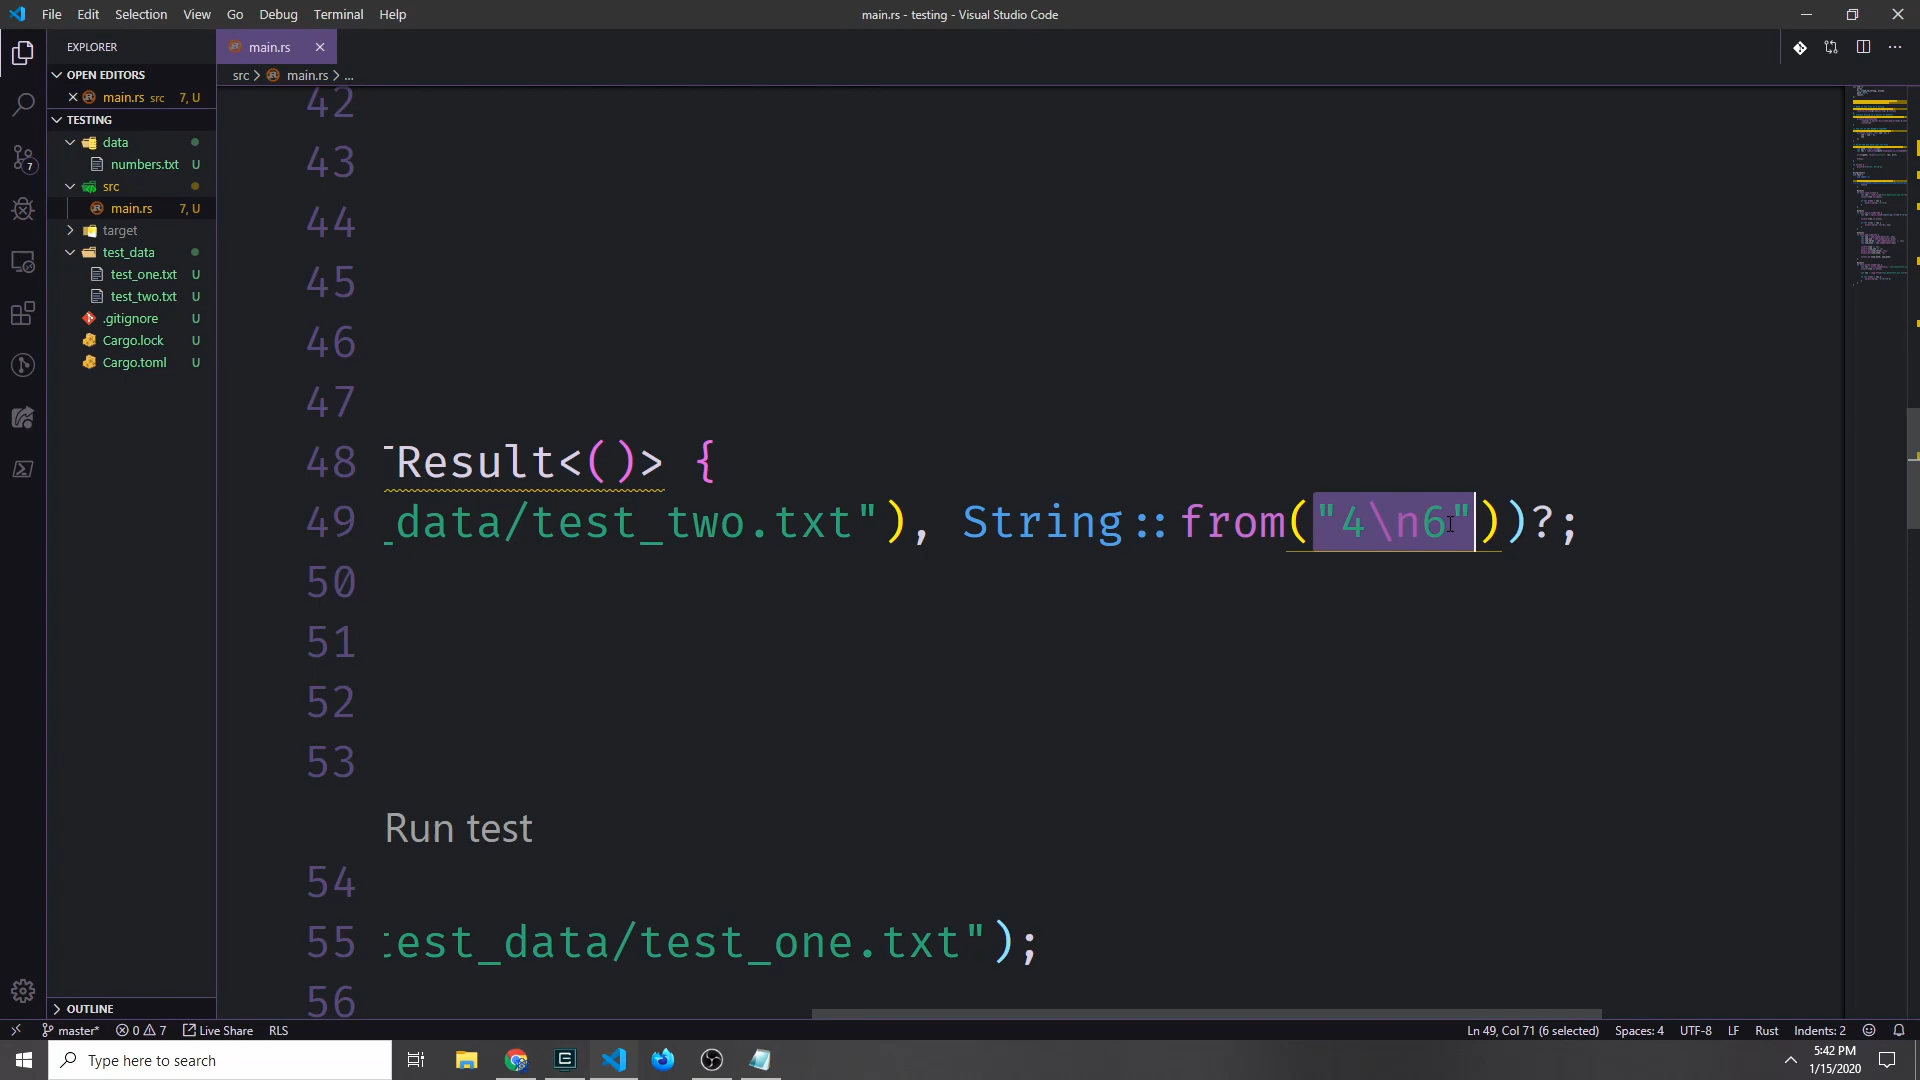 File Edit Selection View Go Debug Terminal Help
main.rs - testing - Visual Studio Code
EXPLORER
main.rs
OPEN EDITORS
main.rs src 7, U
TESTING
data
numbers.txt U
src
main.rs 7, U
target
test_data
test_one.txt U
test_two.txt U
.gitignore U
Cargo.lock U
Cargo.toml U
7
OUTLINE
src > main.rs > ...
42
43
44
45
46
47
48 Result<()> {
49 _data/test_two.txt"), String::from("4\n6"))?;
50
51
52
53
Run test
54
55 test_data/test_one.txt");
56
master* 0 7 Live Share RLS
Ln 49, Col 71 (6 selected) Spaces: 4 UTF-8 LF Rust Indents: 2
Type here to search
5:42 PM
1/15/2020